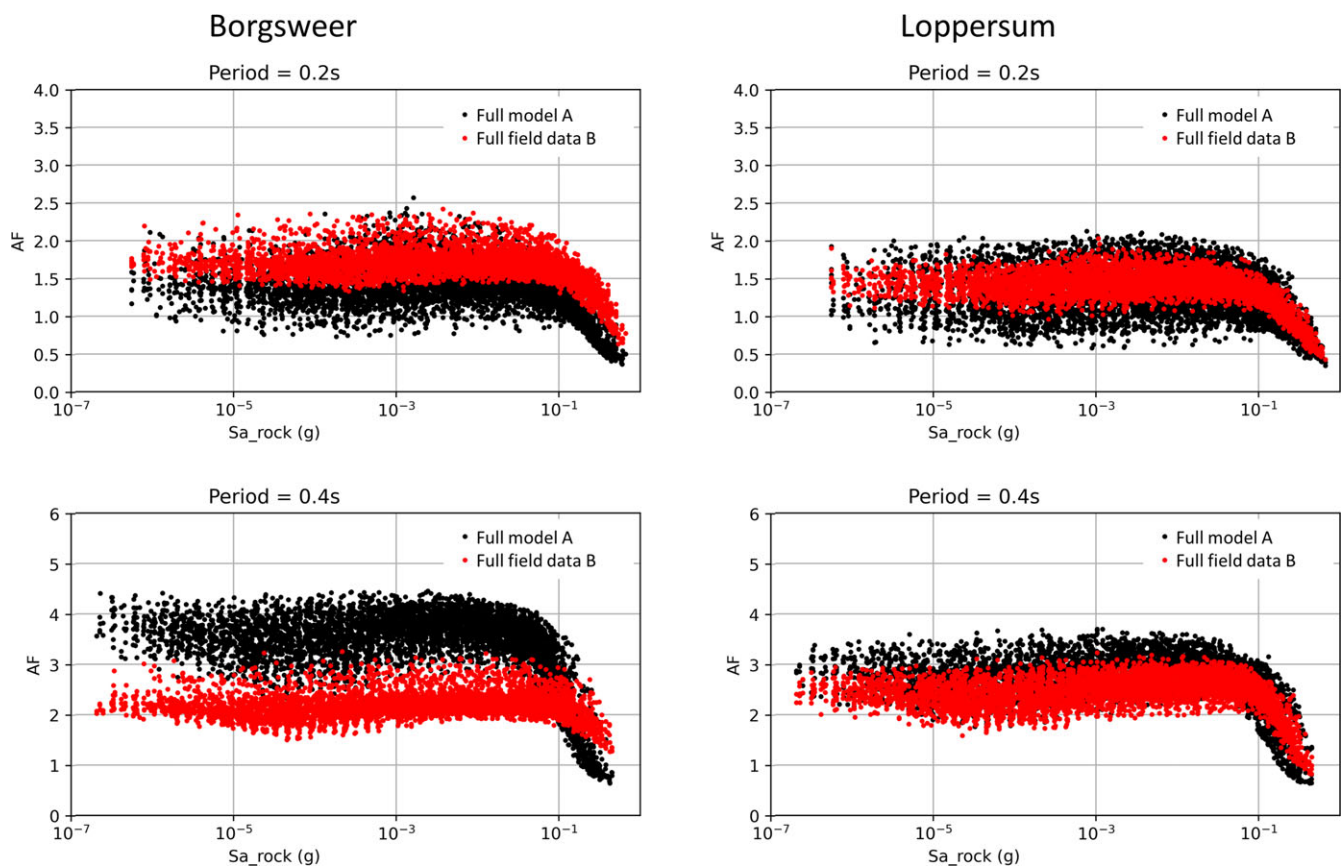 Borgsweer
Loppersum
Period = 0.2s
4.0
3.5
3.0
2.5
2.0
1.5
1.0
0.5
0.0
AF
Full model A
Full field data B
10⁻⁷
10⁻⁵
10⁻³
10⁻¹
Sa_rock (g)
Period = 0.2s
4.0
3.5
3.0
2.5
2.0
1.5
1.0
0.5
0.0
AF
Full model A
Full field data B
10⁻⁷
10⁻⁵
10⁻³
10⁻¹
Sa_rock (g)
Period = 0.4s
6
5
4
3
2
1
0
AF
Full model A
Full field data B
10⁻⁷
10⁻⁵
10⁻³
10⁻¹
Sa_rock (g)
Period = 0.4s
6
5
4
3
2
1
0
AF
Full model A
Full field data B
10⁻⁷
10⁻⁵
10⁻³
10⁻¹
Sa_rock (g)